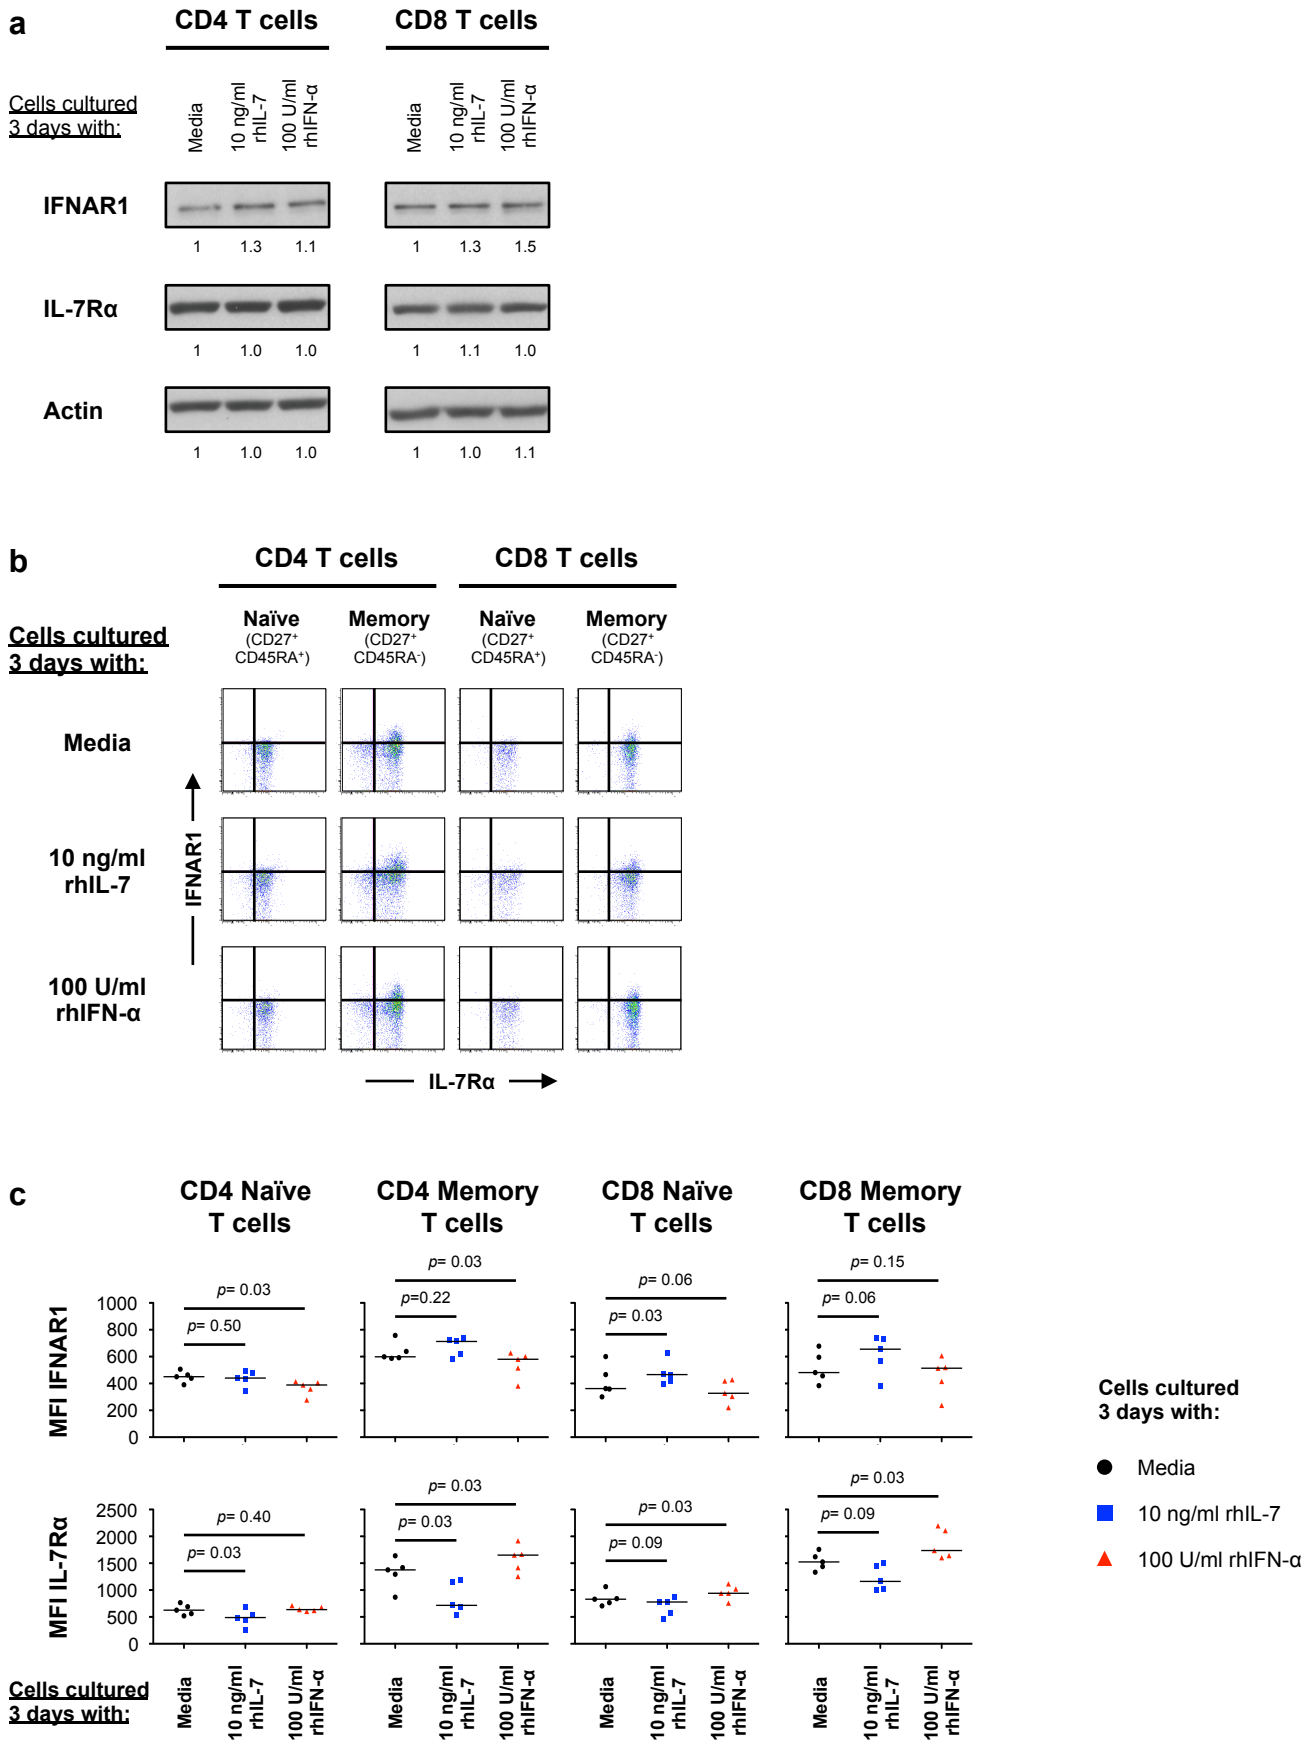 a
CD4 T cells
CD8 T cells
Cells cultured
3 days with:
Media
10 ng/ml
rhIL-7
100 U/ml
rhIFN-α
Media
10 ng/ml
rhIL-7
100 U/ml
rhIFN-α
IFNAR1
1 1.3 1.1
1 1.3 1.5
IL-7Rα
1 1.0 1.0
1 1.1 1.0
Actin
1 1.0 1.0
1 1.0 1.1
b
CD4 T cells
CD8 T cells
Cells cultured
3 days with:
Naïve
(CD27⁺
CD45RA⁺)
Memory
(CD27⁺
CD45RA⁻)
Naïve
(CD27⁺
CD45RA⁺)
Memory
(CD27⁺
CD45RA⁻)
Media
10 ng/ml
rhIL-7
100 U/ml
rhIFN-α
IFNAR1
IL-7Rα
c
CD4 Naïve
T cells
CD4 Memory
T cells
CD8 Naïve
T cells
CD8 Memory
T cells
MFI IFNAR1
1000
800
600
400
200
0
p= 0.03
p= 0.50
p= 0.03
p=0.22
p= 0.06
p= 0.03
p= 0.15
p= 0.06
MFI IL-7Rα
2500
2000
1500
1000
500
0
p= 0.40
p= 0.03
p= 0.03
p= 0.03
p= 0.03
p= 0.09
p= 0.03
p= 0.09
Cells cultured
3 days with:
Media
10 ng/ml
rhIL-7
100 U/ml
rhIFN-α
Media
10 ng/ml
rhIL-7
100 U/ml
rhIFN-α
Media
10 ng/ml
rhIL-7
100 U/ml
rhIFN-α
Media
10 ng/ml
rhIL-7
100 U/ml
rhIFN-α
Cells cultured
3 days with:
Media
10 ng/ml rhIL-7
100 U/ml rhIFN-α